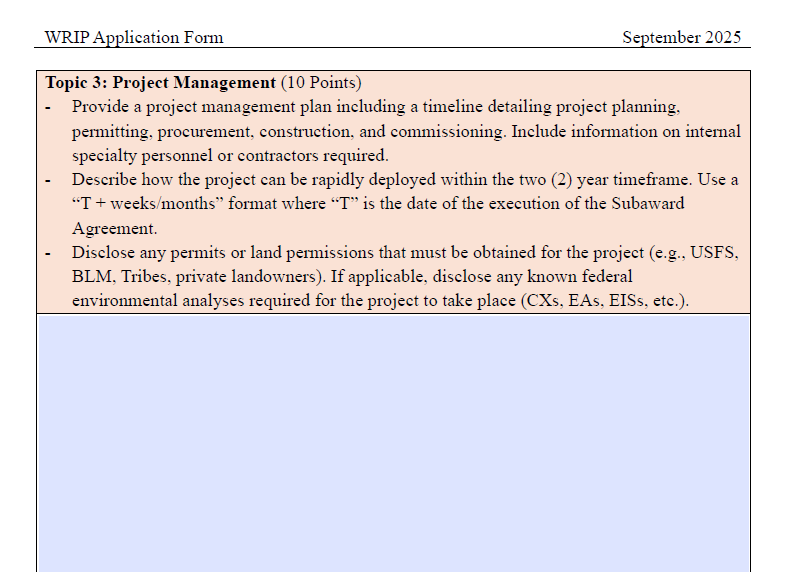 WRIP Application Form September 2025
Topic 3: Project Management (10 Points)
- Provide a project management plan including a timeline detailing project planning,
permitting, procurement, construction, and commissioning. Include information on internal
specialty personnel or contractors required.
- Describe how the project can be rapidly deployed within the two (2) year timeframe. Use a
“T + weeks/months” format where “T” is the date of the execution of the Subaward
Agreement.
- Disclose any permits or land permissions that must be obtained for the project (e.g., USFS,
BLM, Tribes, private landowners). If applicable, disclose any known federal
environmental analyses required for the project to take place (CXs, EAs, EISs, etc.).